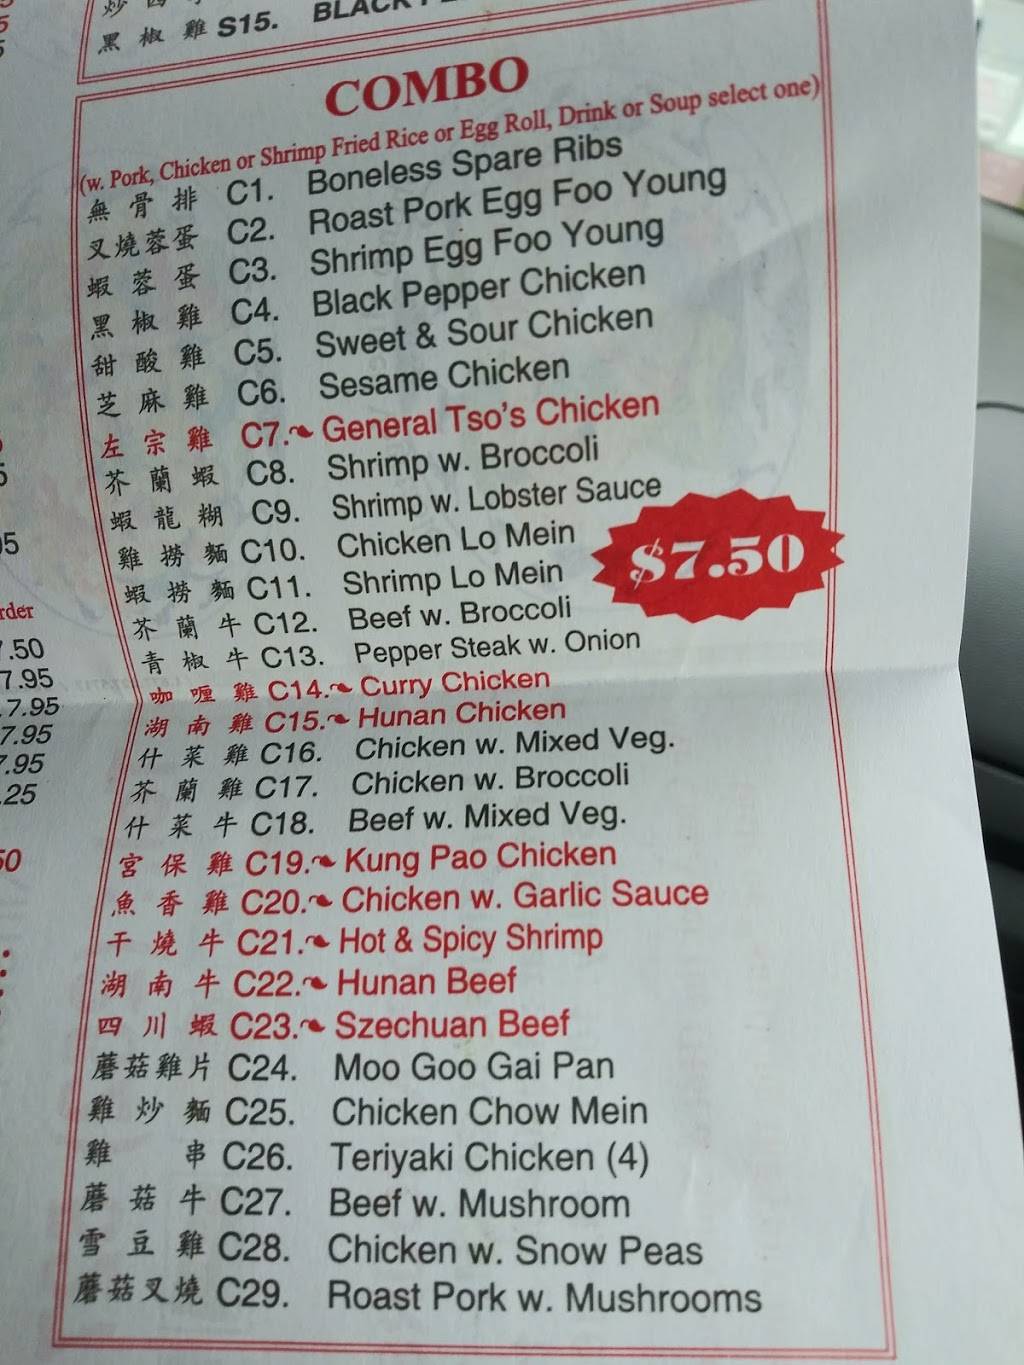 黑椒雞 S15.
COMBO
(w. Pork, Chicken or Shrimp Fried Rice or Egg Roll, Drink or Soup select one)
無骨排 C1. Boneless Spare Ribs
叉燒蓉蛋 C2. Roast Pork Egg Foo Young
蝦蓉蛋 C3. Shrimp Egg Foo Young
黑椒雞 C4. Black Pepper Chicken
甜酸雞 C5. Sweet & Sour Chicken
芝麻雞 C6. Sesame Chicken
左宗雞 C7. General Tso's Chicken
芥蘭蝦 C8. Shrimp w. Broccoli
蝦龍糊 C9. Shrimp w. Lobster Sauce
雞撈麵 C10. Chicken Lo Mein
$7.50
蝦撈麵 C11. Shrimp Lo Mein
芥蘭牛 C12. Beef w. Broccoli
青椒牛 C13. Pepper Steak w. Onion
咖喱雞 C14. Curry Chicken
湖南雞 C15. Hunan Chicken
什菜雞 C16. Chicken w. Mixed Veg.
芥蘭雞 C17. Chicken w. Broccoli
什菜牛 C18. Beef w. Mixed Veg.
宮保雞 C19. Kung Pao Chicken
魚香雞 C20. Chicken w. Garlic Sauce
干燒牛 C21. Hot & Spicy Shrimp
湖南牛 C22. Hunan Beef
四川蝦 C23. Szechuan Beef
蘑菇雞片 C24. Moo Goo Gai Pan
雞炒麵 C25. Chicken Chow Mein
雞串 C26. Teriyaki Chicken (4)
蘑菇牛 C27. Beef w. Mushroom
雪豆雞 C28. Chicken w. Snow Peas
蘑菇叉燒 C29. Roast Pork w. Mushrooms
7.95
7.95
7.95